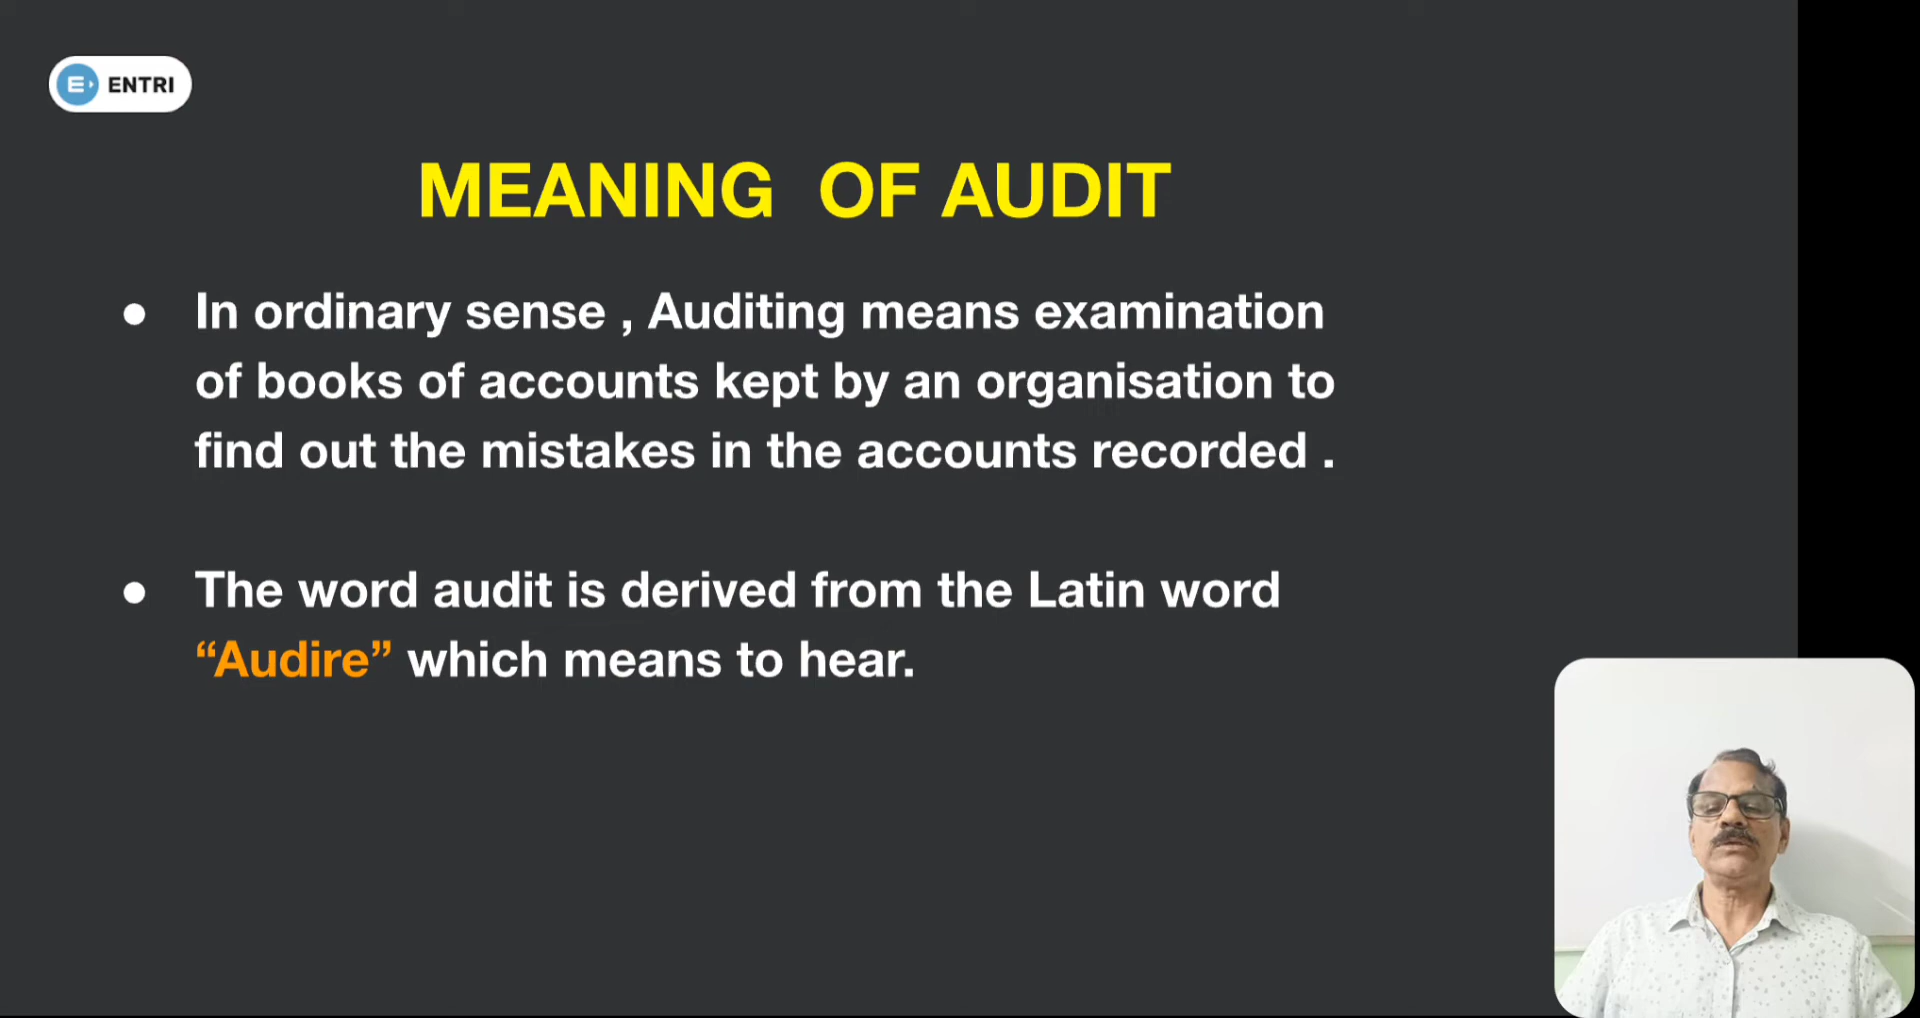 ENTRI
MEANING OF AUDIT
● In ordinary sense , Auditing means examination
of books of accounts kept by an organisation to
find out the mistakes in the accounts recorded .
● The word audit is derived from the Latin word
“Audire” which means to hear.